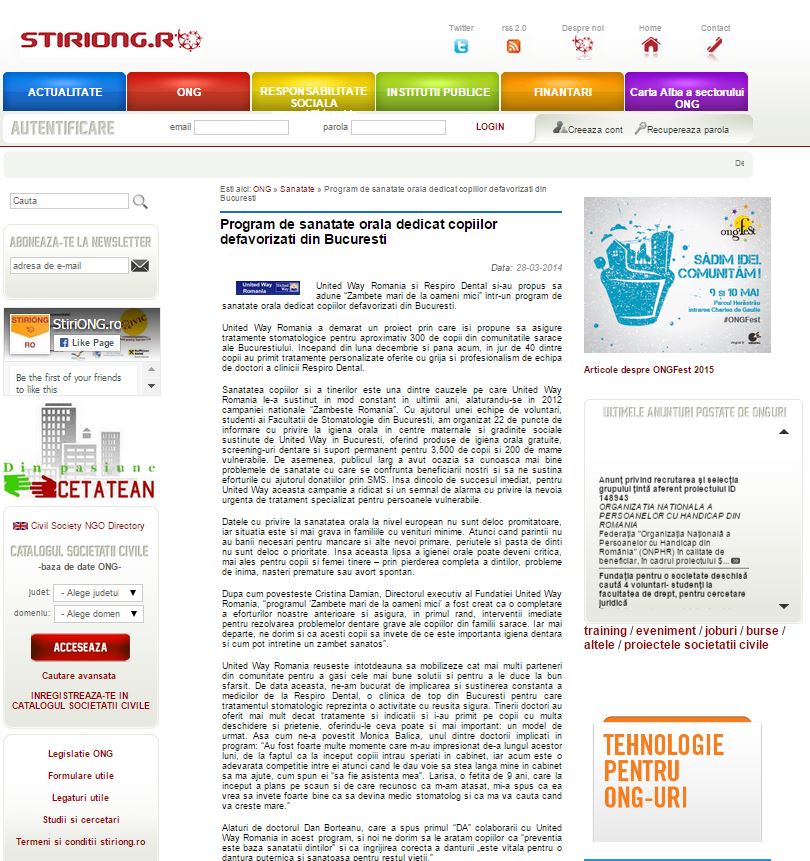 STIRIONG.R
Twitter
rss 2.0
Despre noi
Home
Contact
ACTUALITATE
ONG
RESPONSABILITATE SOCIALA
INSTITUTII PUBLICE
FINANTARI
Carta Alba a sectorului ONG
AUTENTIFICARE
email
parola
LOGIN
Creeaza cont
Recupereaza parola
De
Cauta
ABONEAZA-TE LA NEWSLETTER
adresa de e-mail
StiriONG.ro
STIRIONG
RO
Like Page
Be the first of your friends
to like this
Din pasiune
CETATEAN
Civil Society NGO Directory
CATALOGUL SOCIETATII CIVILE
-baza de date ONG-
judet:
- Alege judetul
domeniu:
- Alege domen
ACCESEAZA
Cautare avansata
INREGISTREAZA-TE IN
CATALOGUL SOCIETATII CIVILE
Legislatie ONG
Formulare utile
Legaturi utile
Studii si cercetari
Termeni si conditii stiriong.ro
Esti aici: ONG » Sanatate » Program de sanatate orala dedicat copiilor defavorizati din
Bucuresti
Program de sanatate orala dedicat copiilor
defavorizati din Bucuresti
Data: 28-03-2014
United Way
Romania
United Way Romania si Respiro Dental si-au propus sa
adune "Zambete mari de la oameni mici" intr-un program de
sanatate orala dedicat copiilor defavorizati din Bucuresti.
United Way Romania a demarat un proiect prin care isi propune sa asigure
tratamente stomatologice pentru aproximativ 300 de copii din comunitatile sarace
ale Bucurestiului. Incepand din luna decembrie si pana acum, in jur de 40 dintre
copii au primit tratamente personalizate oferite cu grija si profesionalism de echipa
de doctori a clinicii Respiro Dental.
Sanatatea copiilor si a tinerilor este una dintre cauzele pe care United Way
Romania le-a sustinut in mod constant in ultimii ani, alaturandu-se in 2012
campaniei nationale "Zambeste Romania". Cu ajutorul unei echipe de voluntari,
studenti ai Facultatii de Stomatologie din Bucuresti, am organizat 22 de puncte de
informare cu privire la igiena orala in centre maternale si gradinite sociale
sustinute de United Way in Bucuresti, oferind produse de igiena orala gratuite,
screening-uri dentare si suport permanent pentru 3,500 de copii si 200 de mame
vulnerabile. De asemenea, publicul larg a avut ocazia sa cunoasca mai bine
problemele de sanatate cu care se confrunta beneficiarii nostri si sa ne sustina
eforturile cu ajutorul donatiilor prin SMS. Insa dincolo de succesul imediat, pentru
United Way aceasta campanie a ridicat si un semnal de alarma cu privire la nevoia
urgenta de tratament specializat pentru persoanele vulnerabile.
Datele cu privire la sanatatea orala la nivel european nu sunt deloc promitatoare,
iar situatia este si mai grava in familiile cu venituri minime. Atunci cand parintii nu
au banii necesari pentru mancare si alte nevoi primare, periutele si pasta de dinti
nu sunt deloc o prioritate. Insa aceasta lipsa a igienei orale poate deveni critica,
mai ales pentru copii si femei tinere – prin pierderea completa a dintilor, probleme
de inima, nasteri premature sau avort spontan.
Dupa cum povesteste Cristina Damian, Directorul executiv al Fundatiei United Way
Romania, "programul 'Zambete mari de la oameni mici' a fost creat ca o completare
a eforturilor noastre anterioare si asigura, in primul rand, interventii imediate
pentru rezolvarea problemelor dentare grave ale copiilor din familii sarace. Iar mai
departe, ne dorim si ca acesti copii sa invete de ce este importanta igiena dentara
si cum pot intretine un zambet sanatos".
United Way Romania reuseste intotdeauna sa mobilizeze cat mai multi parteneri
din comunitate pentru a gasi cele mai bune solutii si pentru a le duce la bun
sfarsit. De data aceasta, ne-am bucurat de implicarea si sustinerea constanta a
medicilor de la Respiro Dental, o clinica de top din Bucuresti pentru care
tratamentul stomatologic reprezinta o activitate cu reusita sigura. Tinerii doctori au
oferit mai mult decat tratamente si indicatii si i-au primit pe copii cu multa
deschidere si prietenie, oferindu-le ceva poate si mai important: un model de
urmat. Asa cum ne-a povestit Monica Balica, unul dintre doctorii implicati in
program: "Au fost foarte multe momente care m-au impresionat de-a lungul acestor
luni, de la faptul ca la inceput copiii intrau speriati in cabinet, iar acum este o
adevarata competitie intre ei atunci cand le dau voie sa stea langa mine in cabinet
sa ma ajute, cum spun ei "sa fie asistenta mea". Larisa, o fetita de 9 ani, care la
inceput a plans pe scaun si de care recunosc ca m-am atasat, mi-a spus ca ea
vrea sa invete foarte bine ca sa devina medic stomatolog si ca ma va cauta cand
va creste mare."
Alaturi de doctorul Dan Borteanu, care a spus primul "DA" colaborarii cu United
Way Romania in acest program, si noi ne dorim sa le aratam copiilor ca "preventia
este baza sanatatii dintilor" si ca ingrijirea corecta a danturii „este vitala pentru o
dantura puternica si sanatoasa pentru restul vietii."
ongfest
SĂDIM IDEI,
COMUNITĂM!
9 și 10 MAI
Parcul Herăstrău
intrarea Charles de Gaulle
#ONGFest
Articole despre ONGFest 2015
ULTIMELE ANUNTURI POSTATE DE ONGURI
Anunț privind recrutarea și selecția
grupului țintă aferent proiectului ID
148943
ORGANIZATIA NATIONALA A
PERSOANELOR CU HANDICAP DIN
ROMANIA
Federația "Organizația Națională a
Persoanelor cu Handicap din
România" (ONPHR) în calitate de
beneficiar, în cadrul proiectului $...
Fundația pentru o societate deschisă
caută 4 voluntari- studenți la
facultatea de drept, pentru cercetare
juridică
training / eveniment / joburi / burse /
altele / proiectele societatii civile
TEHNOLOGIE
PENTRU
ONG-URI